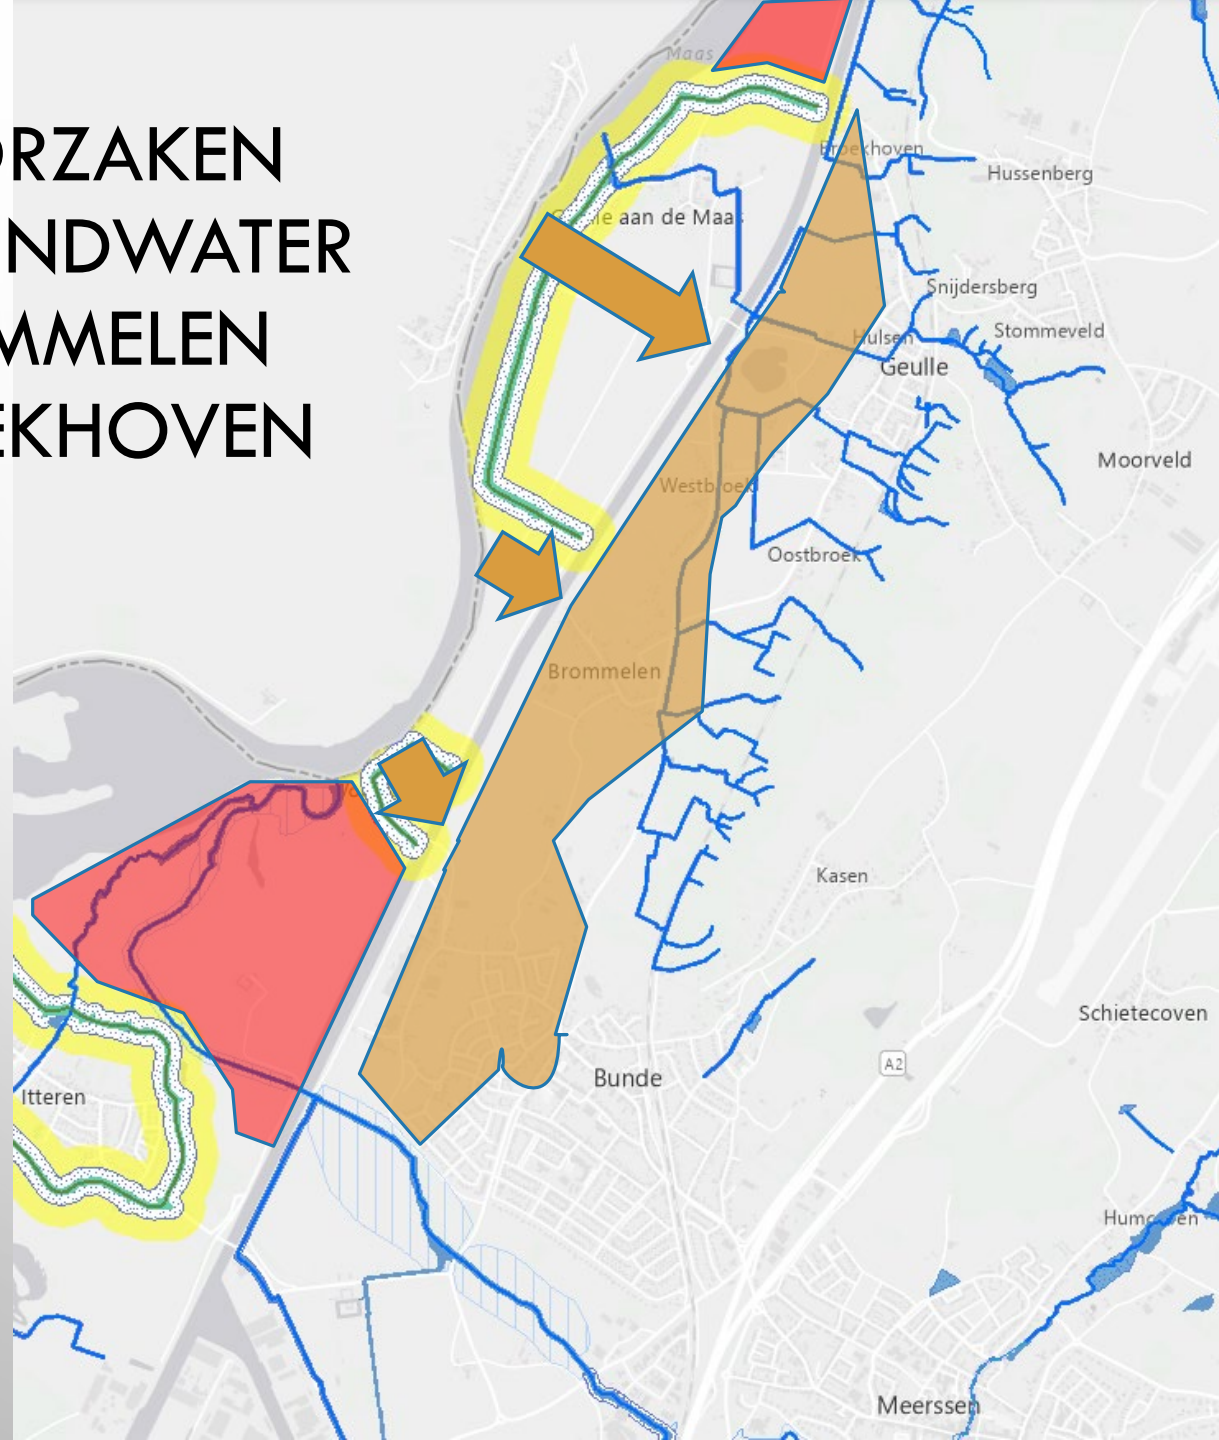 ORZAKEN
NDWATER
MMELEN
EKHOVEN
Maas
Broekhoven
Hussenberg
aan de Maas
Snijdersberg
Hulsen
Stommeveld
Geulle
Moorveld
Westbroek
Oostbroek
Brommelen
Kasen
Schietecoven
A2
Bunde
Itteren
Meerssen